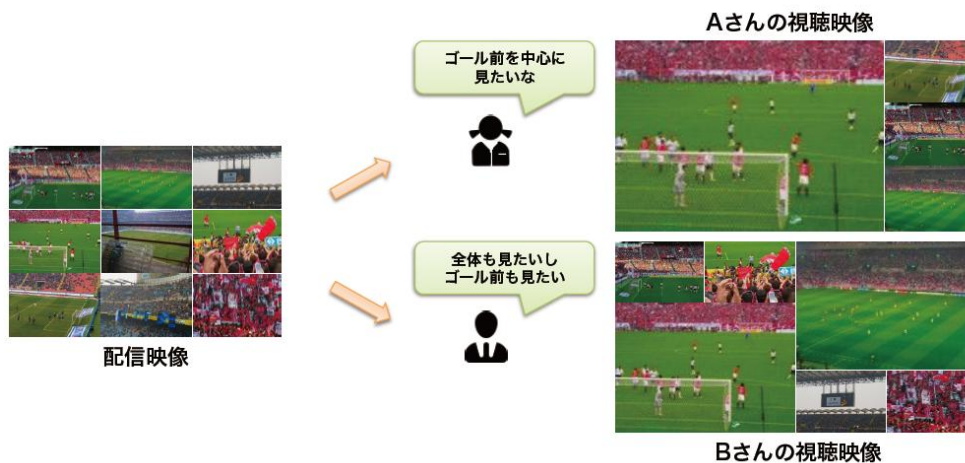 Aさんの視聴映像
ゴール前を中心に
見たいな
全体も見たいし
ゴール前も見たい
配信映像
Bさんの視聴映像